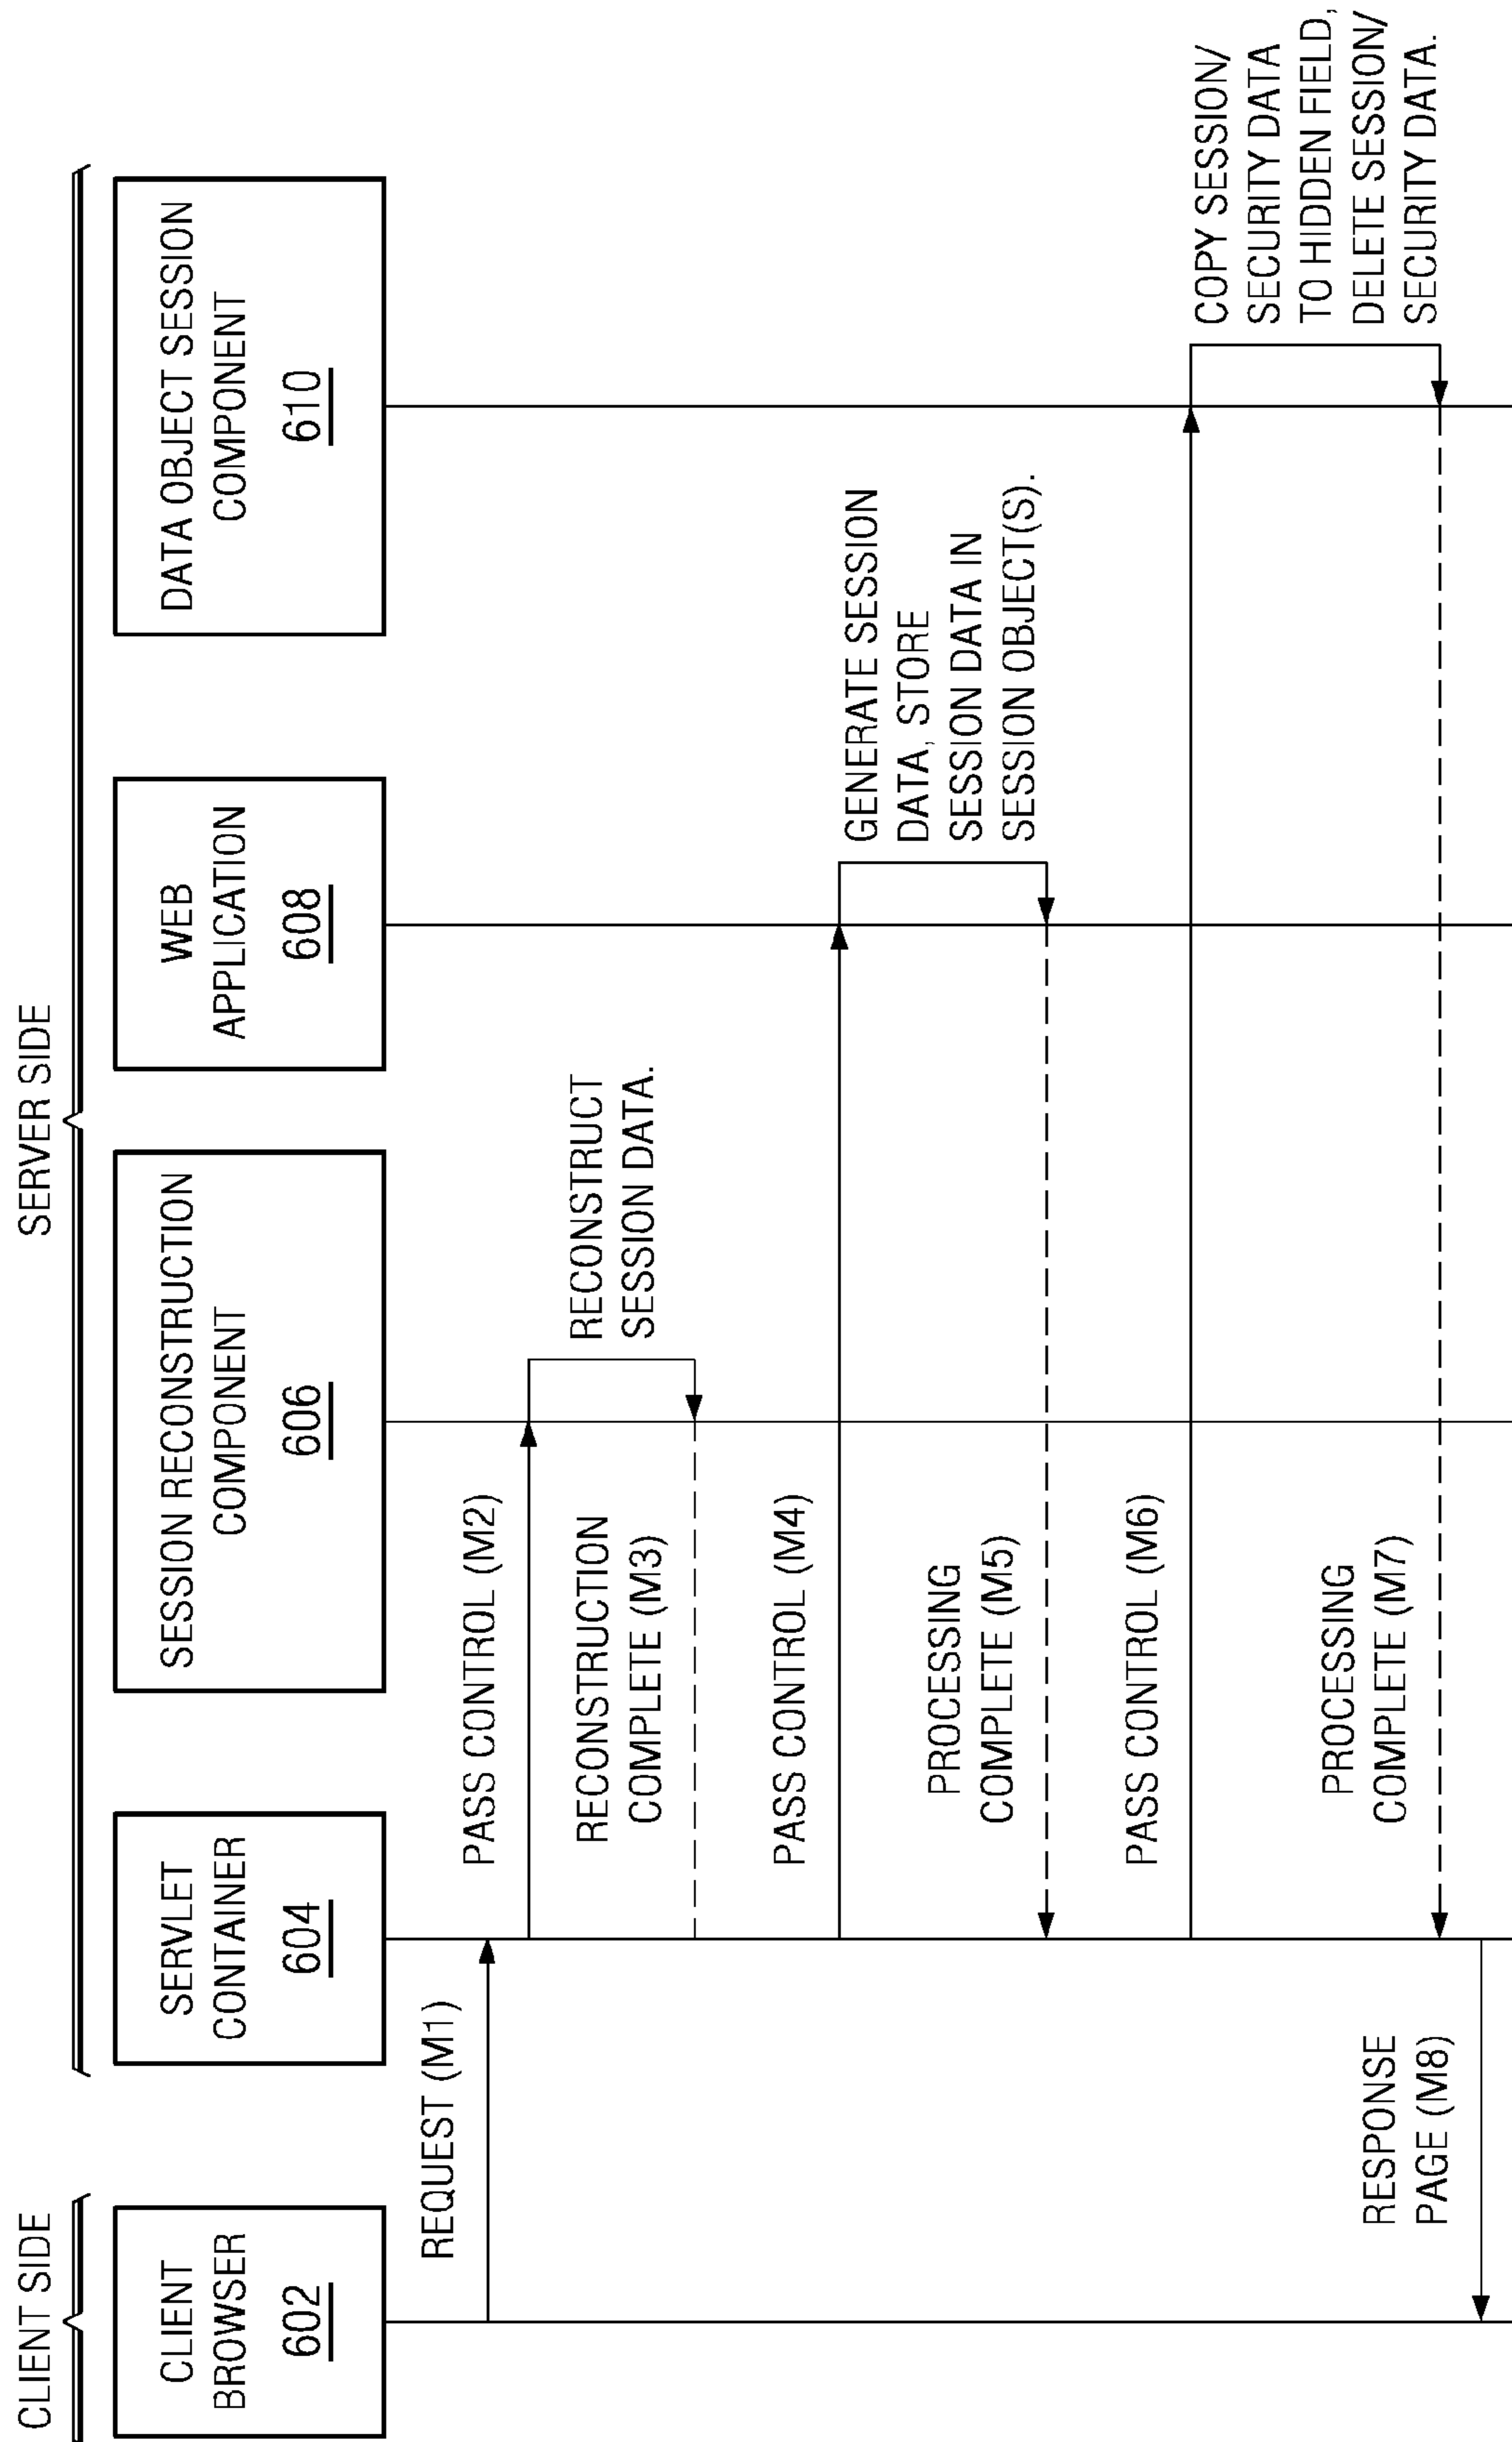 CLIENT SIDE
SERVER SIDE
CLIENT
BROWSER
602
SERVLET
CONTAINER
604
SESSION RECONSTRUCTION
COMPONENT
606
WEB
APPLICATION
608
DATA OBJECT SESSION
COMPONENT
610
REQUEST (M1)
PASS CONTROL (M2)
RECONSTRUCT
SESSION DATA.
RECONSTRUCTION
COMPLETE (M3)
PASS CONTROL (M4)
GENERATE SESSION
DATA, STORE
SESSION DATA IN
SESSION OBJECT(S).
PROCESSING
COMPLETE (M5)
PASS CONTROL (M6)
COPY SESSION/
SECURITY DATA
TO HIDDEN FIELD,
DELETE SESSION/
SECURITY DATA.
PROCESSING
COMPLETE (M7)
RESPONSE
PAGE (M8)